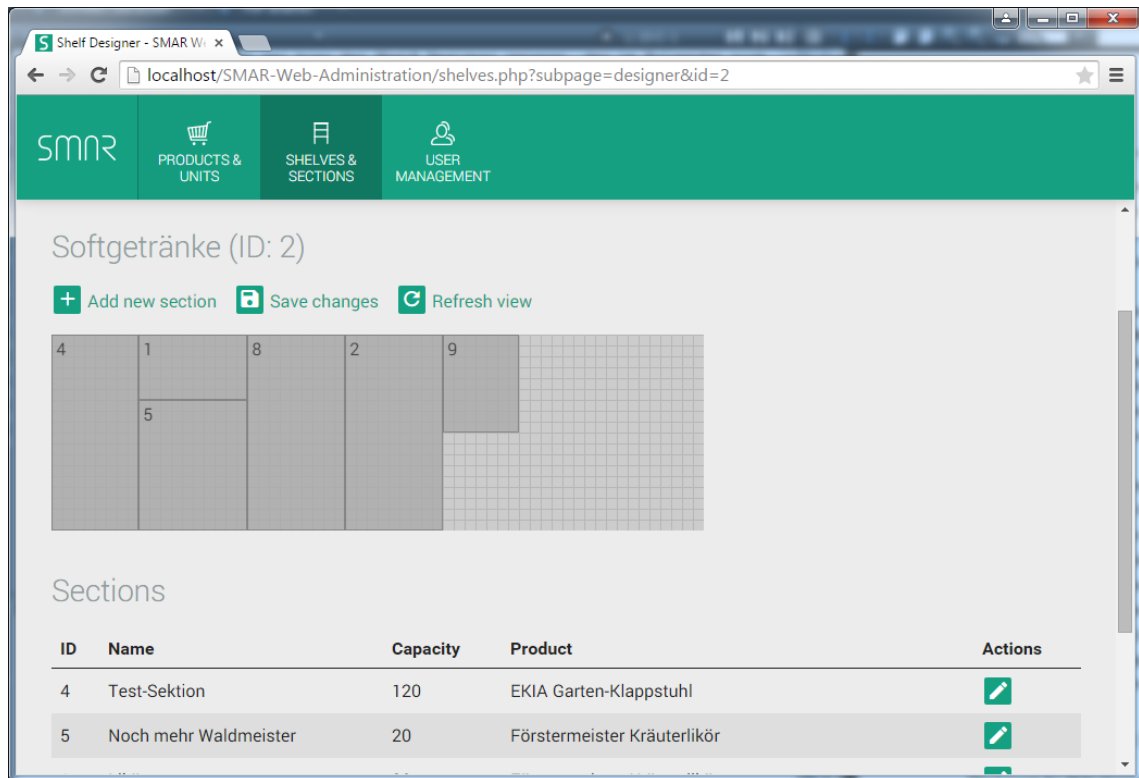 Shelf Designer - SMAR W
localhost/SMAR-Web-Administration/shelves.php?subpage=designer&id=2
SMAR
PRODUCTS &
UNITS
SHELVES &
SECTIONS
USER
MANAGEMENT
Softgetränke (ID: 2)
Add new section Save changes Refresh view
4 1 8 2 9
5
Sections
ID Name Capacity Product Actions
4 Test-Sektion 120 EKIA Garten-Klappstuhl
5 Noch mehr Waldmeister 20 Förstermeister Kräuterlikör